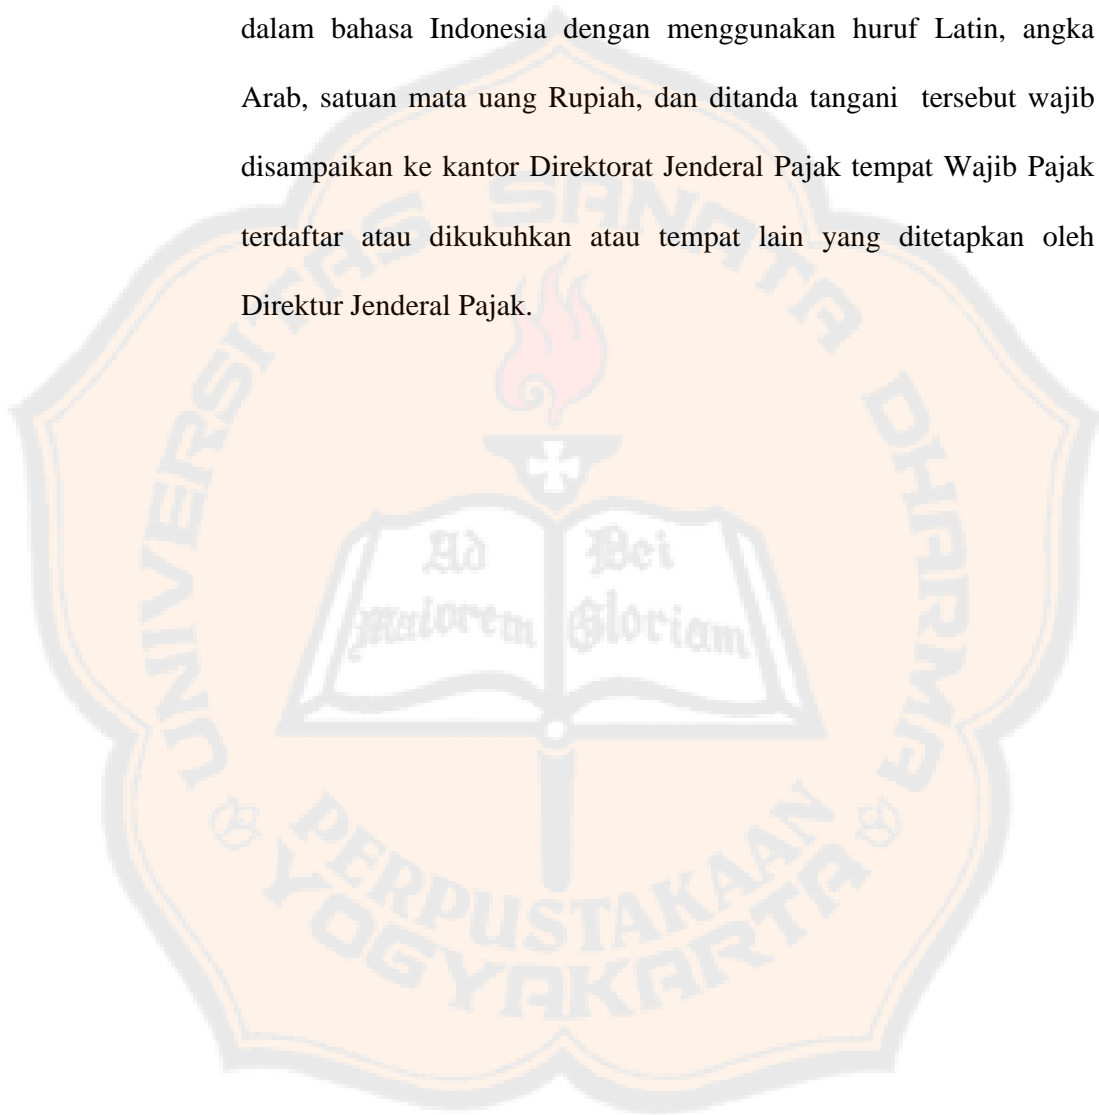 dalam bahasa Indonesia dengan menggunakan huruf Latin, angka
Arab, satuan mata uang Rupiah, dan ditanda tangani tersebut wajib
disampaikan ke kantor Direktorat Jenderal Pajak tempat Wajib Pajak
terdaftar atau dikukuhkan atau tempat lain yang ditetapkan oleh
Direktur Jenderal Pajak.
UNIVERSITAS SANATA DHARMA
Ad Dei
Maiorem Gloriam
PERPUSTAKAAN
YOGYAKARTA